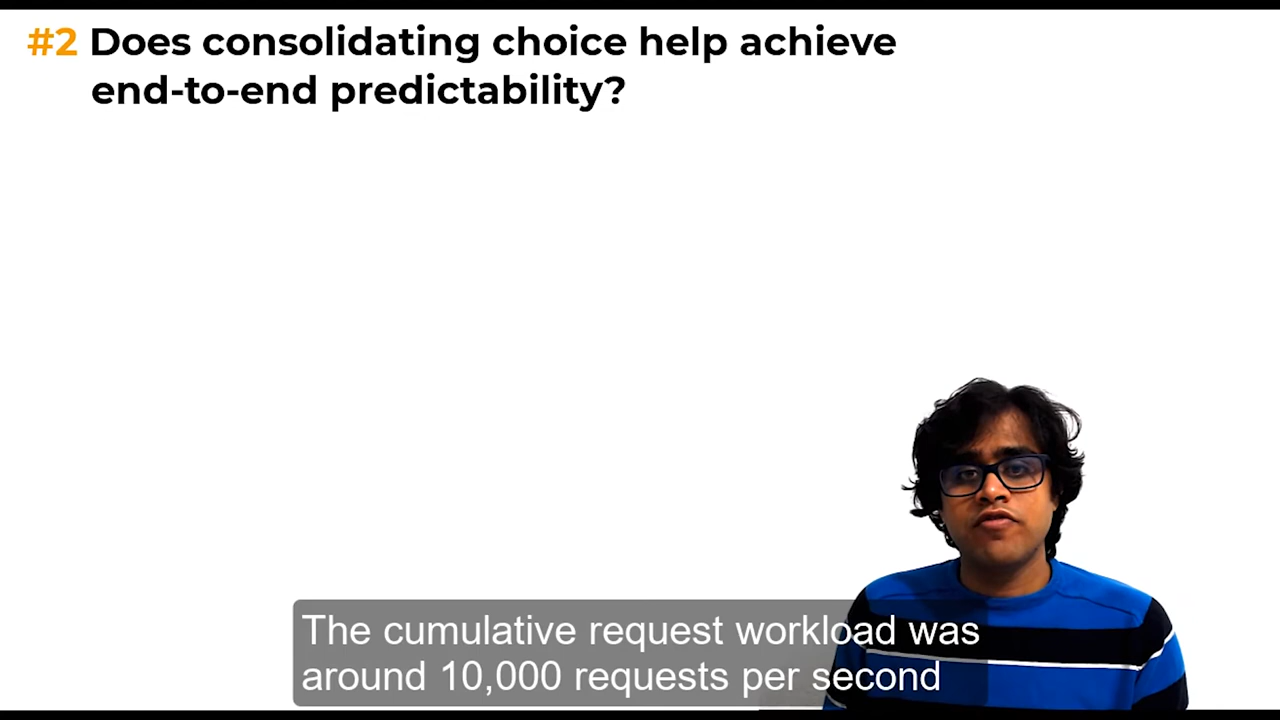 #2 Does consolidating choice help achieve
end-to-end predictability?
The cumulative request workload was
around 10,000 requests per second